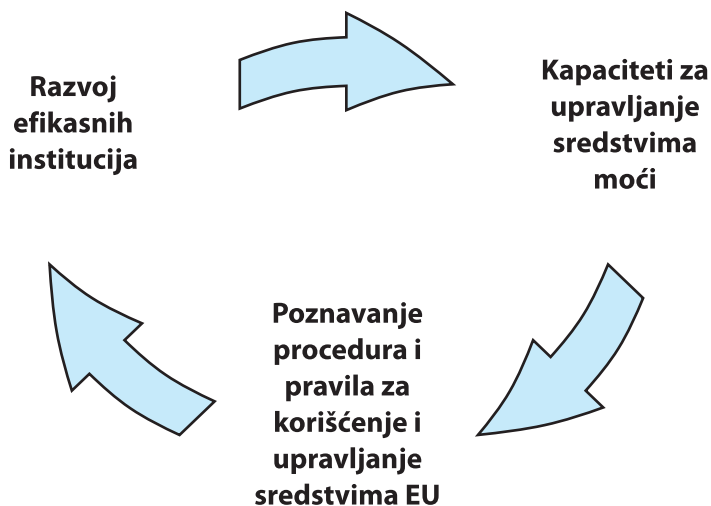 Razvoj
efikasnih
institucija
Kapaciteti za
upravljanje
sredstvima
moći
Poznavanje
procedura i
pravila za
korišćenje i
upravljanje
sredstvima EU